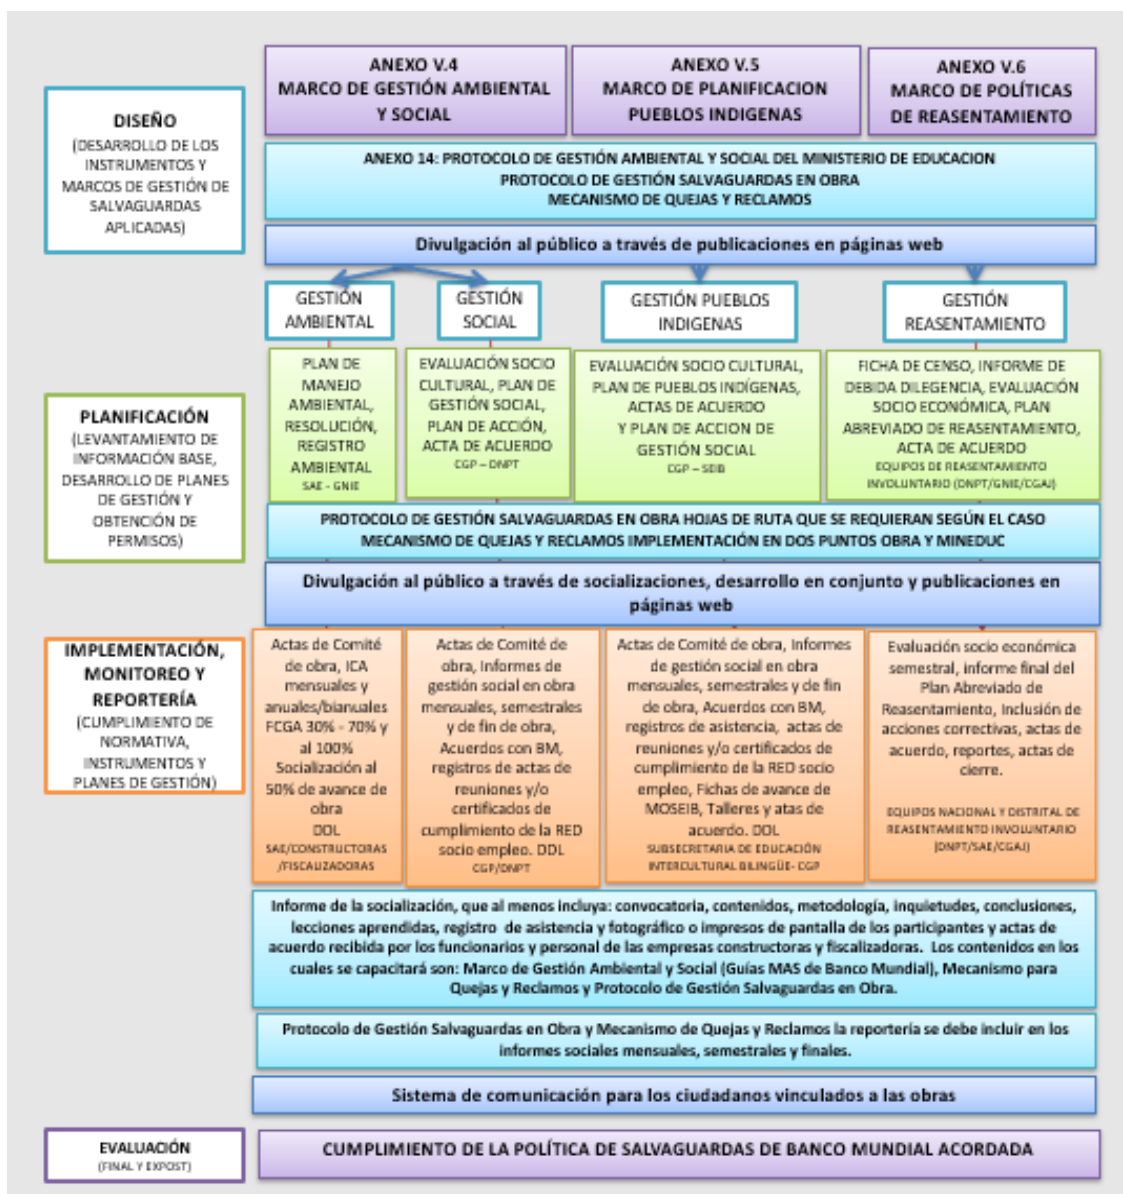 ANEXO V.4
MARCO DE GESTIÓN AMBIENTAL
Y SOCIAL
ANEXO V.5
MARCO DE PLANIFICACION
PUEBLOS INDIGENAS
ANEXO V.6
MARCO DE POLÍTICAS
DE REASENTAMIENTO
DISEÑO
(DESARROLLO DE LOS
INSTRUMENTOS Y
MARCOS DE GESTIÓN DE
SALVAGUARDAS
APLICADAS)
ANEXO 14: PROTOCOLO DE GESTIÓN AMBIENTAL Y SOCIAL DEL MINISTERIO DE EDUCACION
PROTOCOLO DE GESTIÓN SALVAGUARDAS EN OBRA
MECANISMO DE QUEJAS Y RECLAMOS
Divulgación al público a través de publicaciones en páginas web
GESTIÓN
AMBIENTAL
GESTIÓN
SOCIAL
GESTIÓN PUEBLOS
INDIGENAS
GESTIÓN
REASENTAMIENTO
PLANIFICACIÓN
(LEVANTAMIENTO DE
INFORMACIÓN BASE,
DESARROLLO DE PLANES
DE GESTIÓN Y
OBTENCIÓN DE
PERMISOS)
PLAN DE
MANEJO
AMBIENTAL,
RESOLUCIÓN,
REGISTRO
AMBIENTAL
SAE - GNIE
EVALUACIÓN SOCIO
CULTURAL, PLAN DE
GESTIÓN SOCIAL,
PLAN DE ACCIÓN,
ACTA DE ACUERDO
CGP – DNPT
EVALUACIÓN SOCIO CULTURAL,
PLAN DE PUEBLOS INDÍGENAS,
ACTAS DE ACUERDO
Y PLAN DE ACCION DE
GESTIÓN SOCIAL
CGP – SEIB
FICHA DE CENSO, INFORME DE
DEBIDA DILEGENCIA, EVALUACIÓN
SOCIO ECONÓMICA, PLAN
ABREVIADO DE REASENTAMIENTO,
ACTA DE ACUERDO
EQUIPOS DE REASENTAMIENTO
INVOLUNTARIO (DNPT/GNIE/CGAJ)
PROTOCOLO DE GESTIÓN SALVAGUARDAS EN OBRA HOJAS DE RUTA QUE SE REQUIERAN SEGÚN EL CASO
MECANISMO DE QUEJAS Y RECLAMOS IMPLEMENTACIÓN EN DOS PUNTOS OBRA Y MINEDUC
Divulgación al público a través de socializaciones, desarrollo en conjunto y publicaciones en
páginas web
IMPLEMENTACIÓN,
MONITOREO Y
REPORTERÍA
(CUMPLIMIENTO DE
NORMATIVA,
INSTRUMENTOS Y
PLANES DE GESTIÓN)
Actas de Comité
de obra, ICA
mensuales y
anuales/bianuales
FCGA 30% - 70% y
al 100%
Socialización al
50% de avance de
obra
DOL
SAE/CONSTRUCTORAS
/FISCALIZADORAS
Actas de Comité de
obra, Informes de
gestión social en obra
mensuales, semestrales
y de fin de obra,
Acuerdos con BM,
registros de actas de
reuniones y/o
certificados de
cumplimiento de la RED
socio empleo. DDL
CGP/DNPT
Actas de Comité de obra, Informes
de gestión social en obra
mensuales, semestrales y de fin
de obra, Acuerdos con BM,
registros de asistencia, actas de
reuniones y/o certificados de
cumplimiento de la RED socio
empleo, Fichas de avance de
MOSEIB, Talleres y atas de
acuerdo. DOL
SUBSECRETARIA DE EDUCACIÓN
INTERCULTURAL BILINGÜE- CGP
Evaluación socio económica
semestral, informe final del
Plan Abreviado de
Reasentamiento, Inclusión de
acciones correctivas, actas de
acuerdo, reportes, actas de
cierre.
EQUIPOS NACIONAL Y DISTRITAL DE
REASENTAMIENTO INVOLUNTARIO
(DNPT/SAE/CGAJ)
Informe de la socialización, que al menos incluya: convocatoria, contenidos, metodología, inquietudes, conclusiones,
lecciones aprendidas, registro de asistencia y fotográfico o impresos de pantalla de los participantes y actas de
acuerdo recibida por los funcionarios y personal de las empresas constructoras y fiscalizadoras. Los contenidos en los
cuales se capacitará son: Marco de Gestión Ambiental y Social (Guías MAS de Banco Mundial), Mecanismo para
Quejas y Reclamos y Protocolo de Gestión Salvaguardas en Obra.
Protocolo de Gestión Salvaguardas en Obra y Mecanismo de Quejas y Reclamos la reportería se debe incluir en los
informes sociales mensuales, semestrales y finales.
Sistema de comunicación para los ciudadanos vinculados a las obras
EVALUACIÓN
(FINAL Y EXPOST)
CUMPLIMIENTO DE LA POLÍTICA DE SALVAGUARDAS DE BANCO MUNDIAL ACORDADA